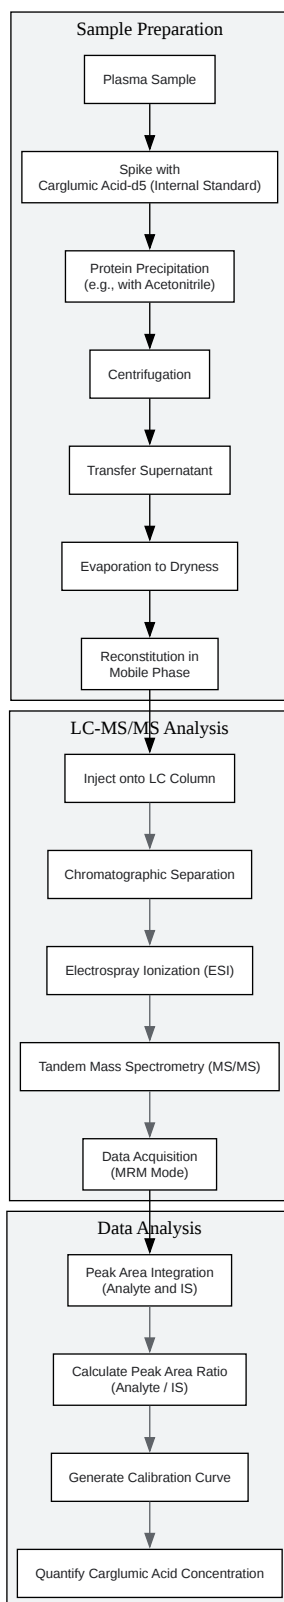 Sample Preparation
Plasma Sample
Spike with
Carglumic Acid-d5 (Internal Standard)
Protein Precipitation
(e.g., with Acetonitrile)
Centrifugation
Transfer Supernatant
Evaporation to Dryness
Reconstitution in
Mobile Phase
LC-MS/MS Analysis
Inject onto LC Column
Chromatographic Separation
Electrospray Ionization (ESI)
Tandem Mass Spectrometry (MS/MS)
Data Acquisition
(MRM Mode)
Data Analysis
Peak Area Integration
(Analyte and IS)
Calculate Peak Area Ratio
(Analyte / IS)
Generate Calibration Curve
Quantify Carglumic Acid Concentration